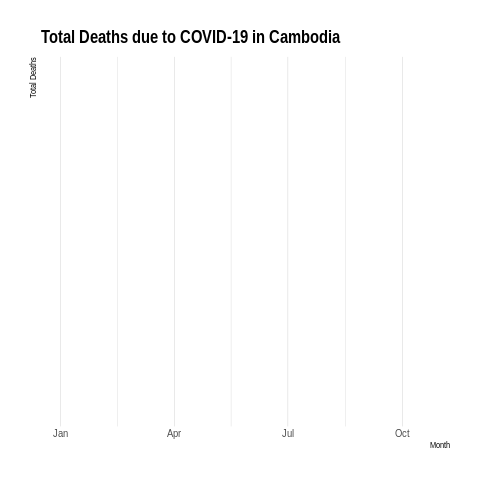 Total Deaths due to COVID-19 in Cambodia
Total Deaths
Jan Apr Jul Oct
Month